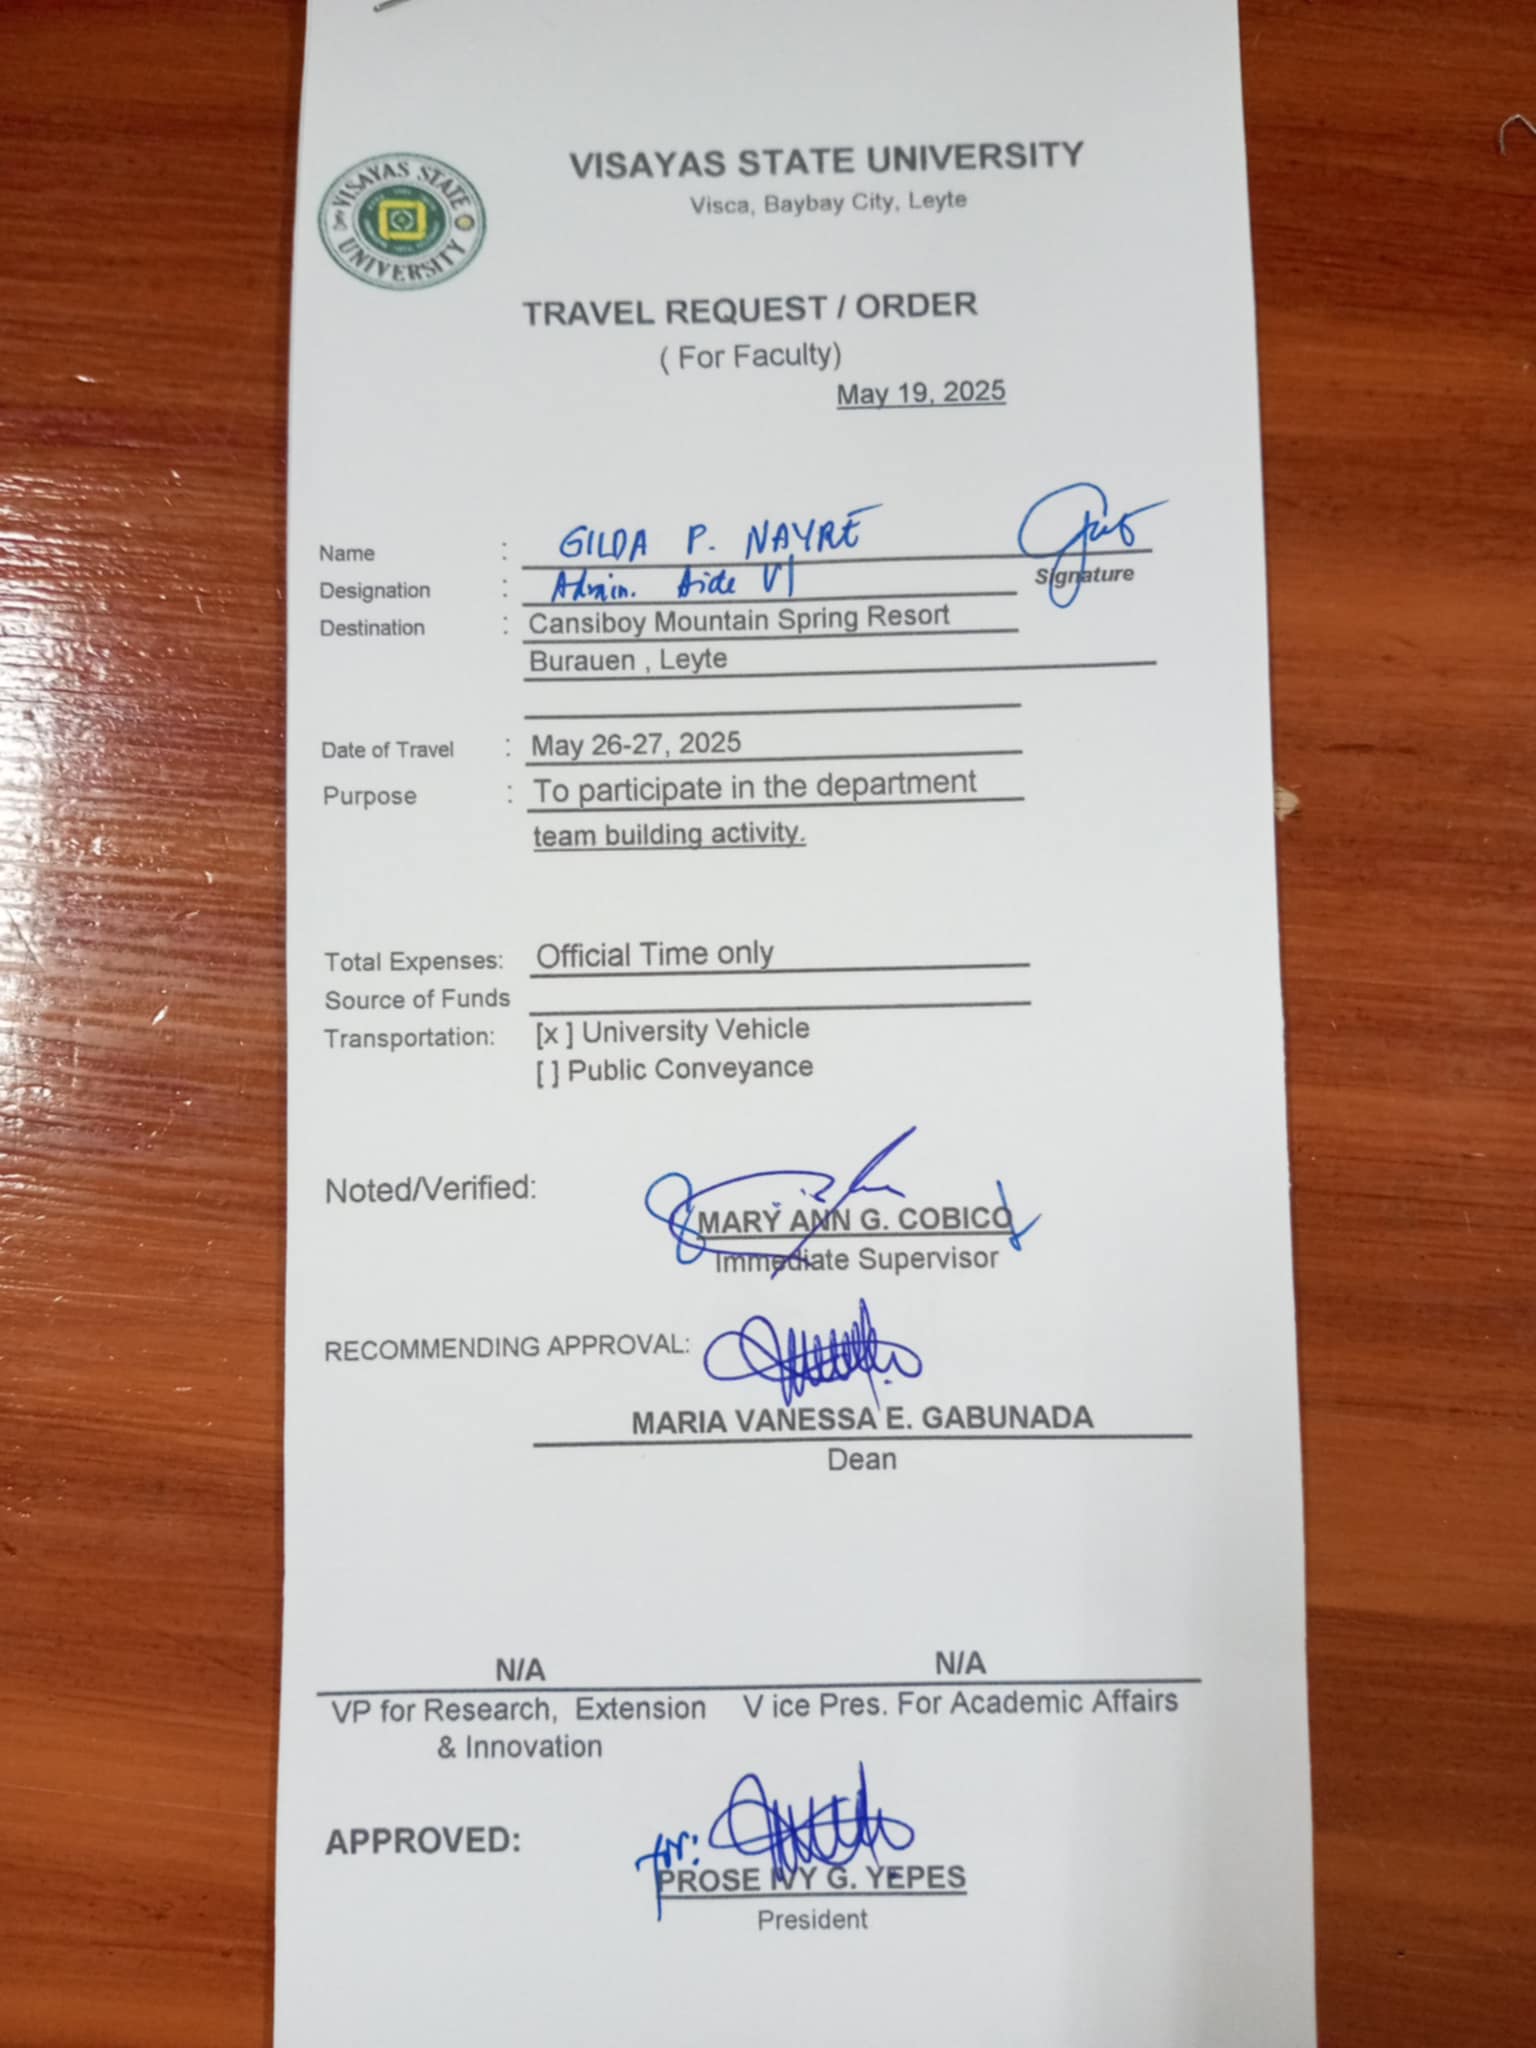 VISAYAS STATE UNIVERSITY
VISAYAS STATE UNIVERSITY
Visca, Baybay City, Leyte
TRAVEL REQUEST / ORDER
( For Faculty)
May 19, 2025
Name : GILDA P. NAYRE
Signature
Designation : Admin. Aide VI
Destination : Cansiboy Mountain Spring Resort
Burauen , Leyte
Date of Travel : May 26-27, 2025
Purpose : To participate in the department
team building activity.
Total Expenses: Official Time only
Source of Funds
Transportation: [x ] University Vehicle
[ ] Public Conveyance
Noted/Verified:
MARY ANN G. COBICO
Immediate Supervisor
RECOMMENDING APPROVAL:
MARIA VANESSA E. GABUNADA
Dean
N/A N/A
VP for Research, Extension V ice Pres. For Academic Affairs
& Innovation
APPROVED:
for:
PROSE IVY G. YEPES
President